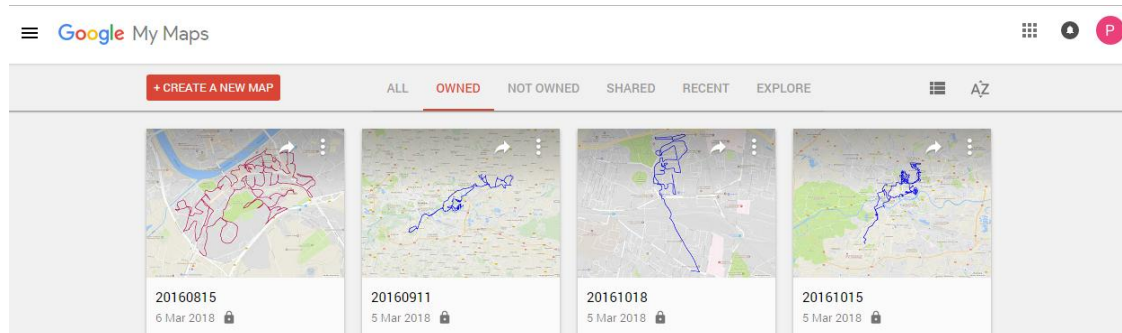 Google My Maps
P
+ CREATE A NEW MAP
ALL OWNED NOT OWNED SHARED RECENT EXPLORE
AZ
20160815
6 Mar 2018
20160911
5 Mar 2018
20161018
5 Mar 2018
20161015
5 Mar 2018